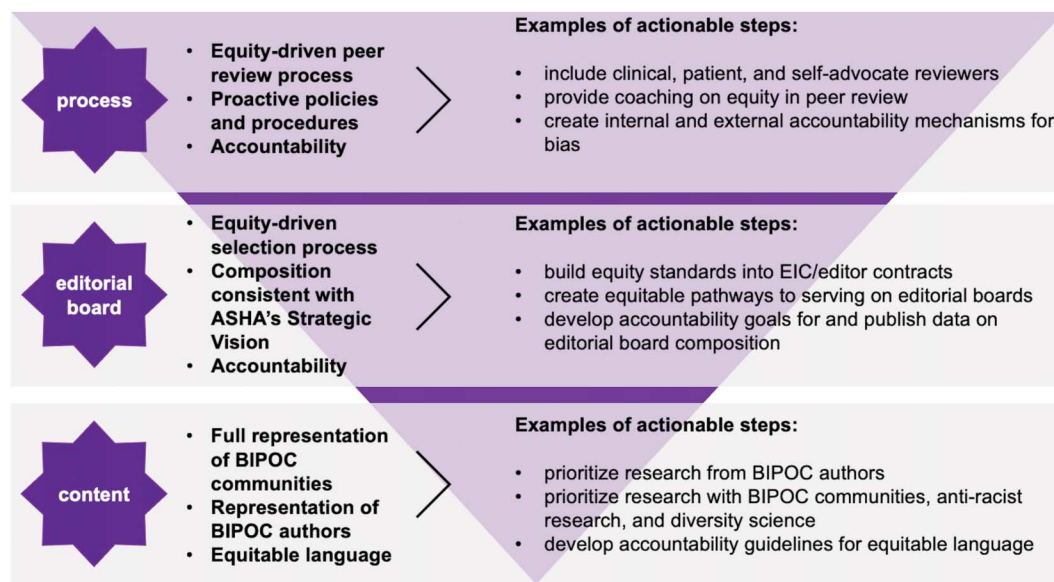 process
• Equity-driven peer
review process
• Proactive policies
and procedures
• Accountability
Examples of actionable steps:
• include clinical, patient, and self-advocate reviewers
• provide coaching on equity in peer review
• create internal and external accountability mechanisms for
bias
editorial
board
• Equity-driven
selection process
• Composition
consistent with
ASHA's Strategic
Vision
• Accountability
Examples of actionable steps:
• build equity standards into EIC/editor contracts
• create equitable pathways to serving on editorial boards
• develop accountability goals for and publish data on
editorial board composition
content
• Full representation
of BIPOC
communities
• Representation of
BIPOC authors
• Equitable language
Examples of actionable steps:
• prioritize research from BIPOC authors
• prioritize research with BIPOC communities, anti-racist
research, and diversity science
• develop accountability guidelines for equitable language